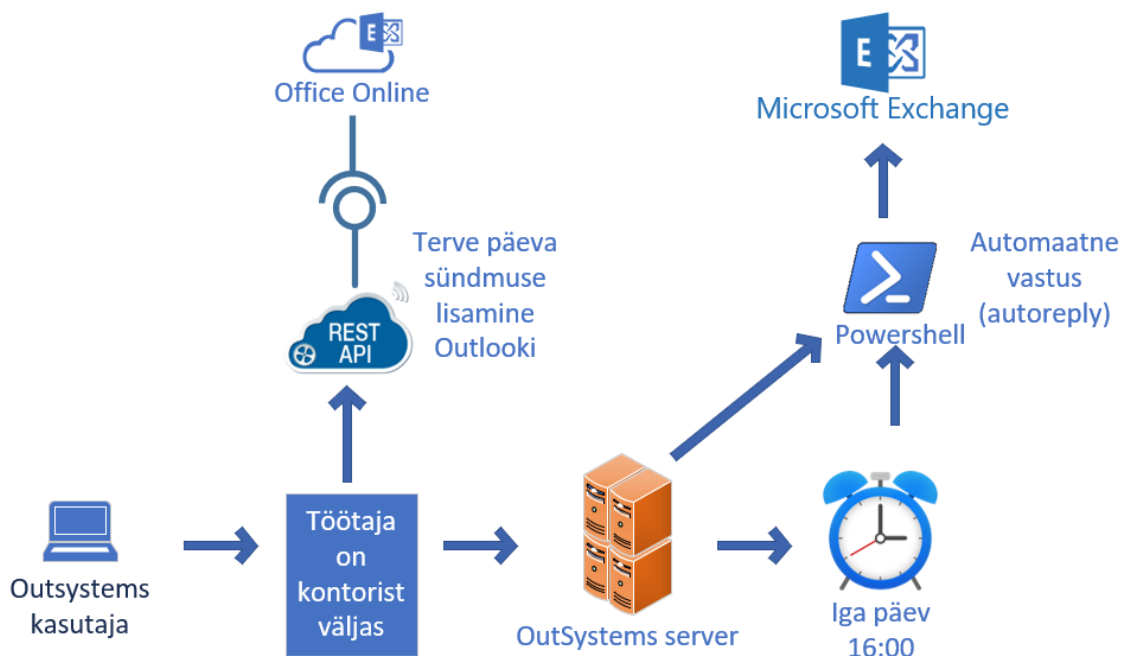 E
Office Online
E
Microsoft Exchange
Terve päeva
sündmuse
lisamine
Outlooki
REST
API
Automaatne
vastus
(autoreply)
Powershell
Töötaja
on
kontorist
väljas
Outsystems
kasutaja
OutSystems server
Iga päev
16:00